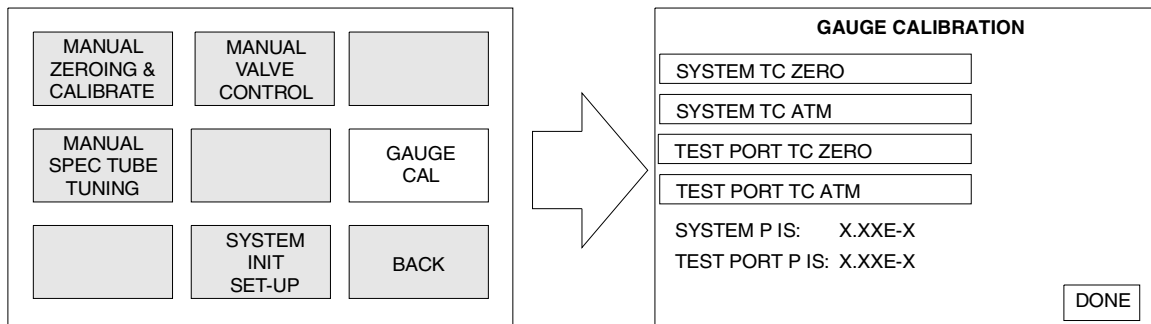 MANUAL
ZEROING &
CALIBRATE
MANUAL
VALVE
CONTROL
MANUAL
SPEC TUBE
TUNING
GAUGE
CAL
SYSTEM
INIT
SET-UP
BACK
GAUGE CALIBRATION
SYSTEM TC ZERO
SYSTEM TC ATM
TEST PORT TC ZERO
TEST PORT TC ATM
SYSTEM P IS: X.XXE-X
TEST PORT P IS: X.XXE-X
DONE